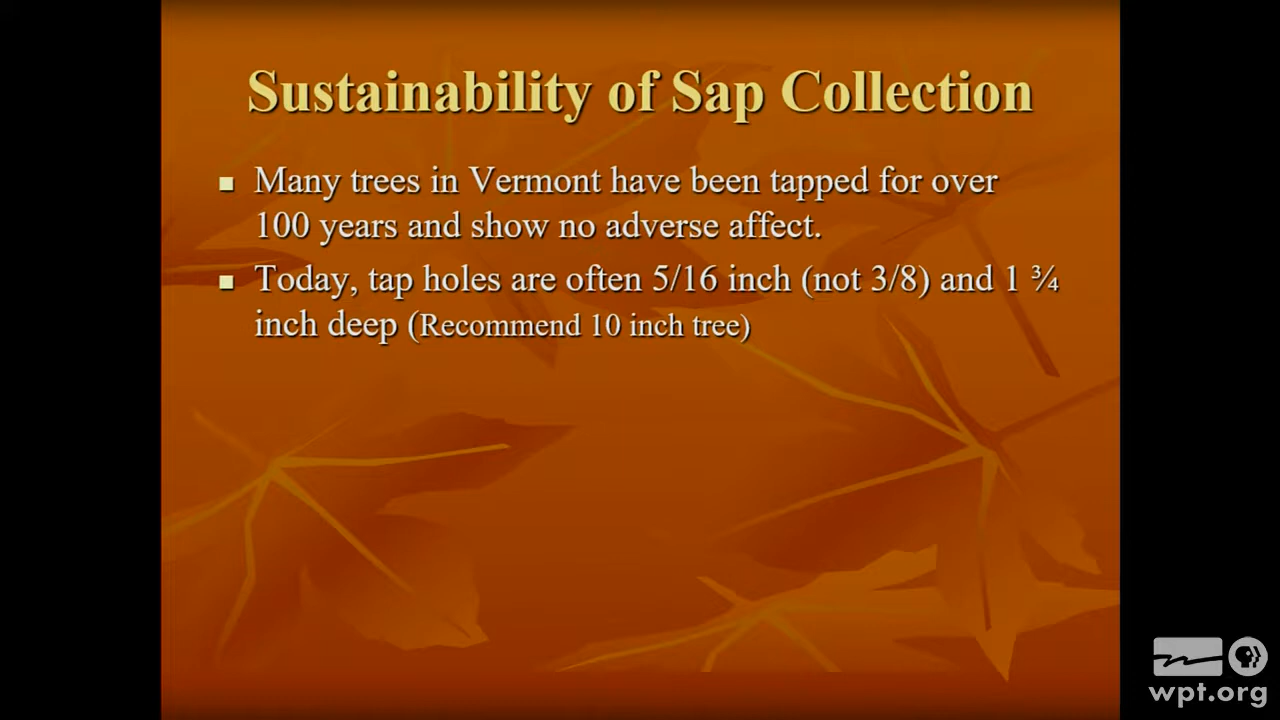 Sustainability of Sap Collection
Many trees in Vermont have been tapped for over
100 years and show no adverse affect.
Today, tap holes are often 5/16 inch (not 3/8) and 1 ¾
inch deep (Recommend 10 inch tree)
wpt.org